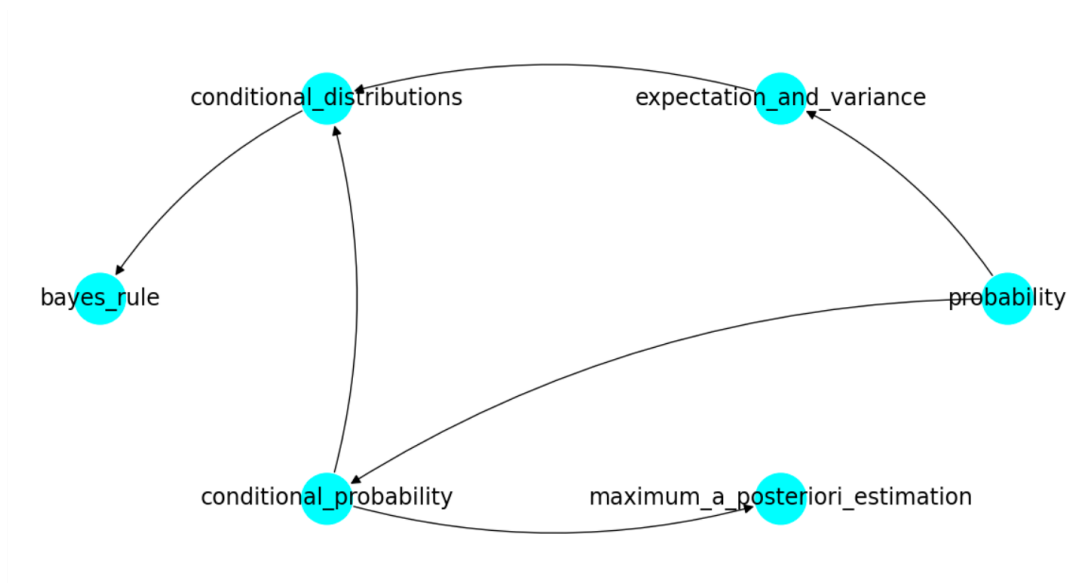 conditional_distributions
expectation_and_variance
bayes_rule
probability
conditional_probability
maximum_a_posteriori_estimation